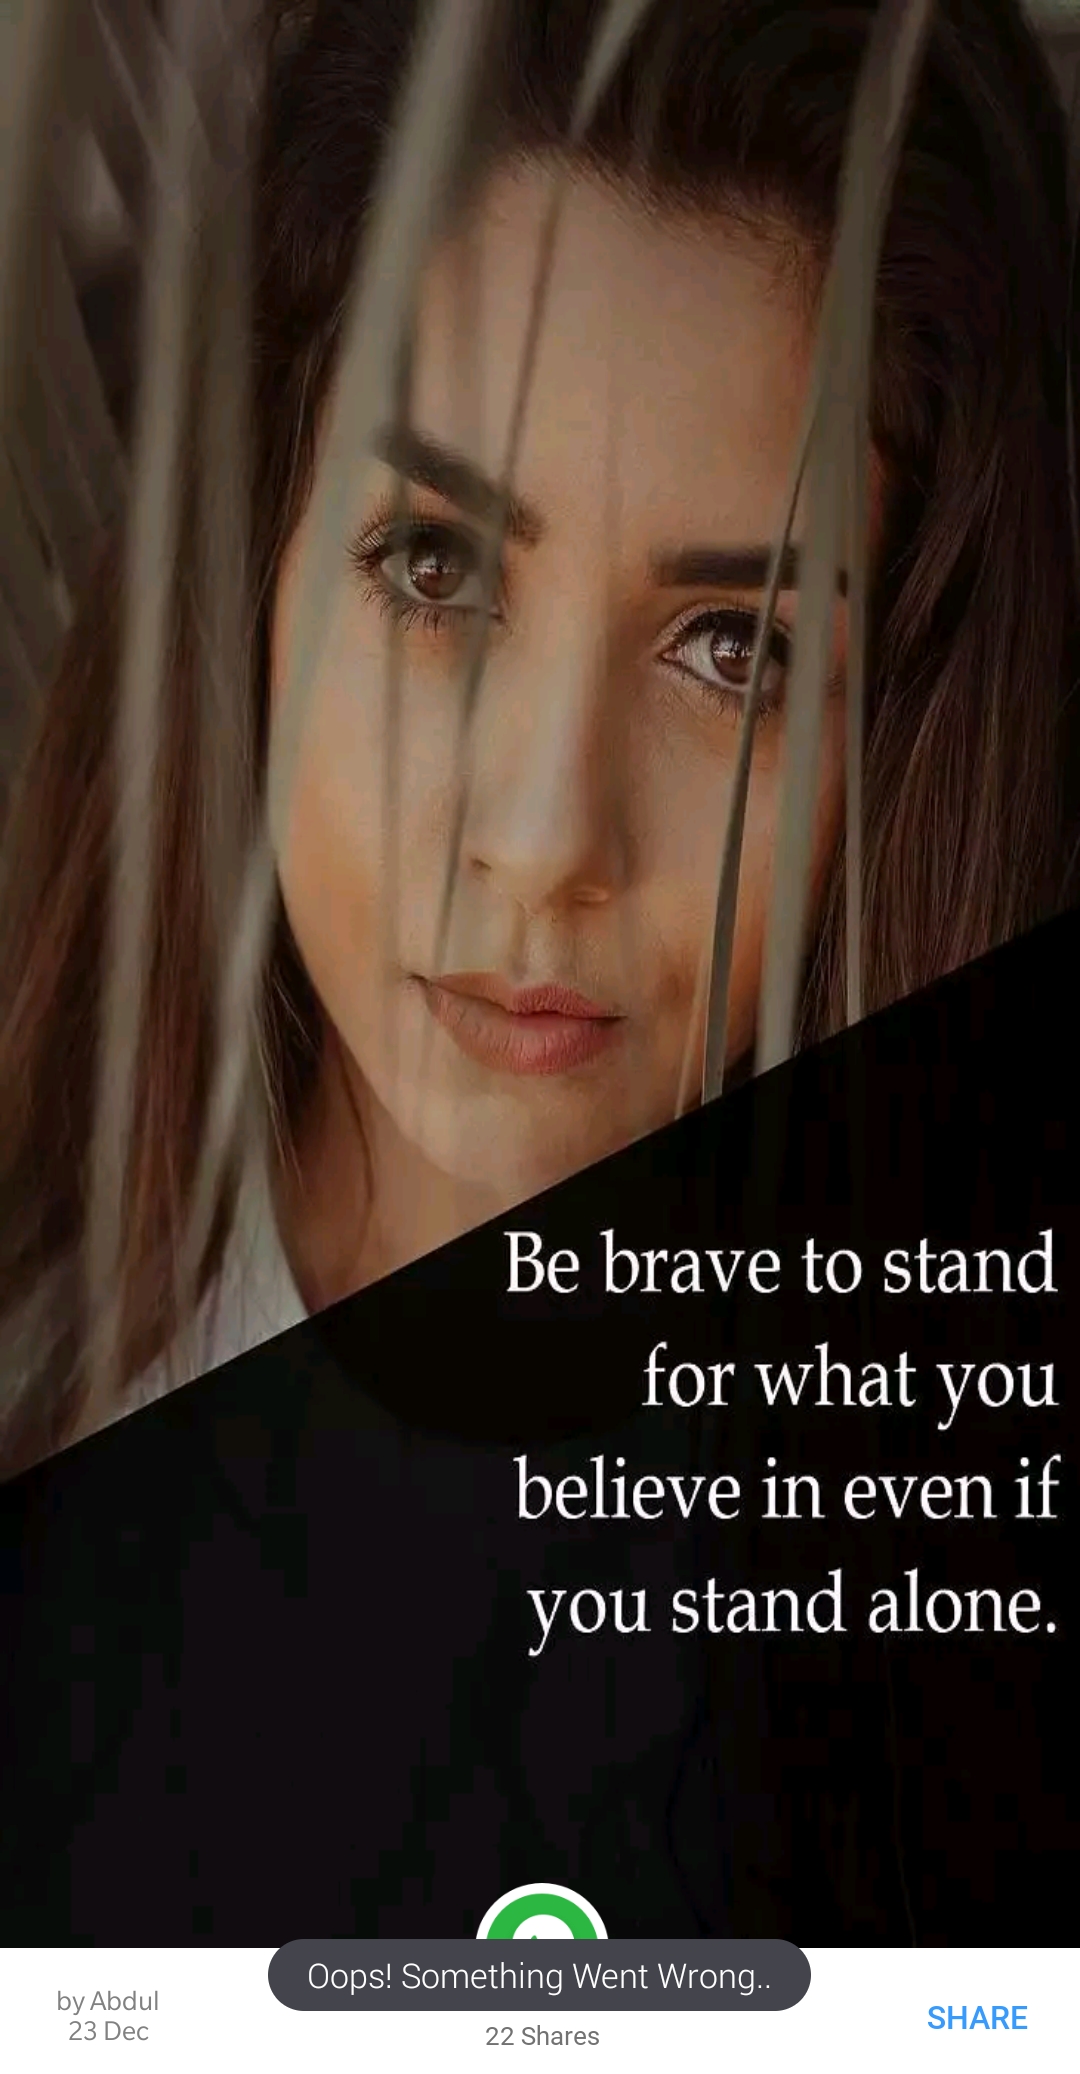 Be brave to stand
for what you
believe in even if
you stand alone.
Oops! Something Went Wrong..
by Abdul
23 Dec
22 Shares
SHARE